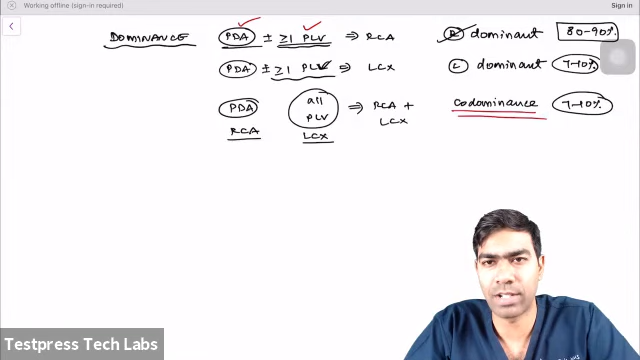 Working offline (sign-in required)
Sign in
DOMINANCE PDA ± ≥1 PLV ⇒ RCA R dominant 80-90%
PDA ± ≥1 PLV ⇒ LCX L dominant 7-10%
PDA all PLV ⇒ RCA + LCX codominance 7-10%
RCA LCX
Testpress Tech Labs